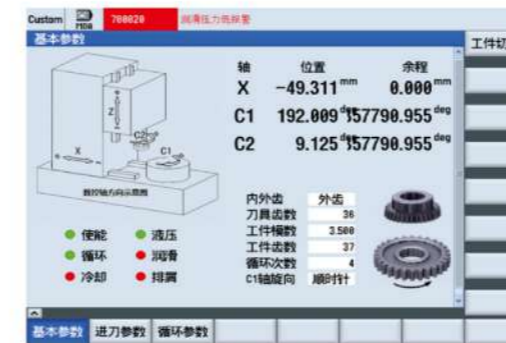 Custom MDA 700020 润滑压力低报警
基本参数
工件切
轴 位置 余程
X -49.311 mm 0.000 mm
C1 192.009 deg 57790.955 deg
C2 9.125 deg 57790.955 deg
Z
C2
X
C1
数控轴方向示意图
内外齿 外齿
刀具齿数 36
工件模数 3.500
工件齿数 37
循环次数 4
C1轴旋向 顺时针
使能 液压
循环 润滑
冷却 排屑
基本参数 进刀参数 循环参数